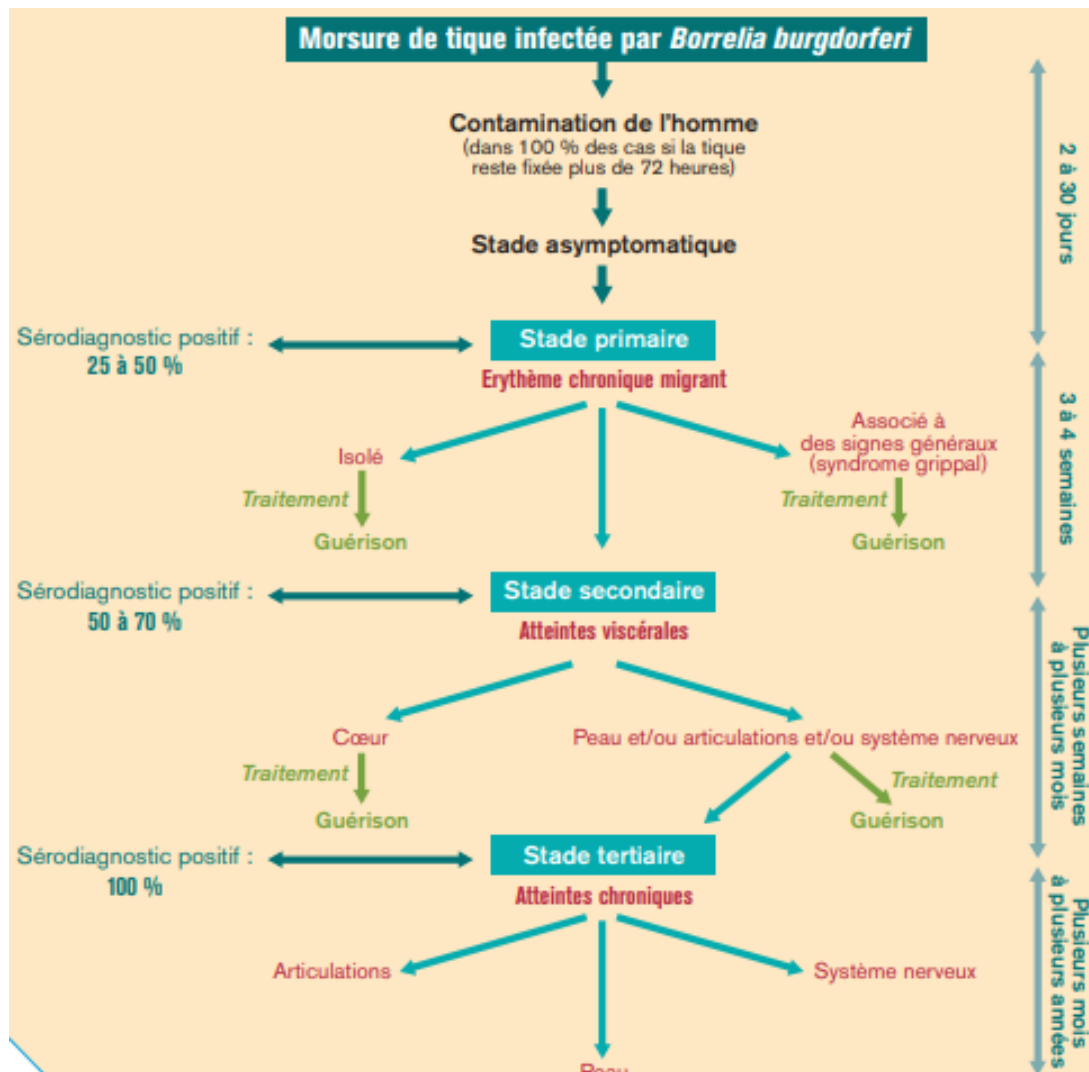 Morsure de tique infectée par Borrelia burgdorferi
Contamination de l'homme
(dans 100 % des cas si la tique
reste fixée plus de 72 heures)
2 à 30 jours
Stade asymptomatique
Sérodiagnostic positif :
25 à 50 %
Stade primaire
Erythème chronique migrant
3 à 4 semaines
Isolé
Associé à
des signes généraux
(syndrome grippal)
Traitement
Traitement
Guérison
Guérison
Sérodiagnostic positif :
50 à 70 %
Stade secondaire
Atteintes viscérales
Plusieurs semaines
à plusieurs mois
Cœur
Peau et/ou articulations et/ou système nerveux
Traitement
Traitement
Guérison
Guérison
Sérodiagnostic positif :
100 %
Stade tertiaire
Atteintes chroniques
Plusieurs mois
à plusieurs années
Articulations
Système nerveux
Peau